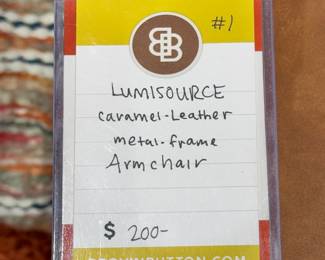 #1
LUMISOURCE
caramel-Leather
metal-frame
Armchair
$ 200-